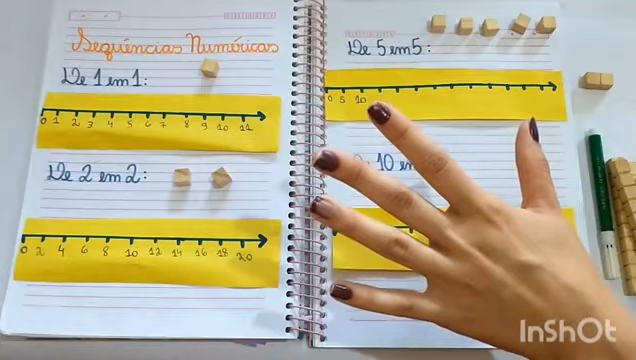 Sequências Numéricas
De 1 em 1:
0 1 2 3 4 5 6 7 8 9 10 11
De 2 em 2:
0 2 4 6 8 10 12 14 16 18 20
De 5 em 5:
0 5 10
10 em
InShOt